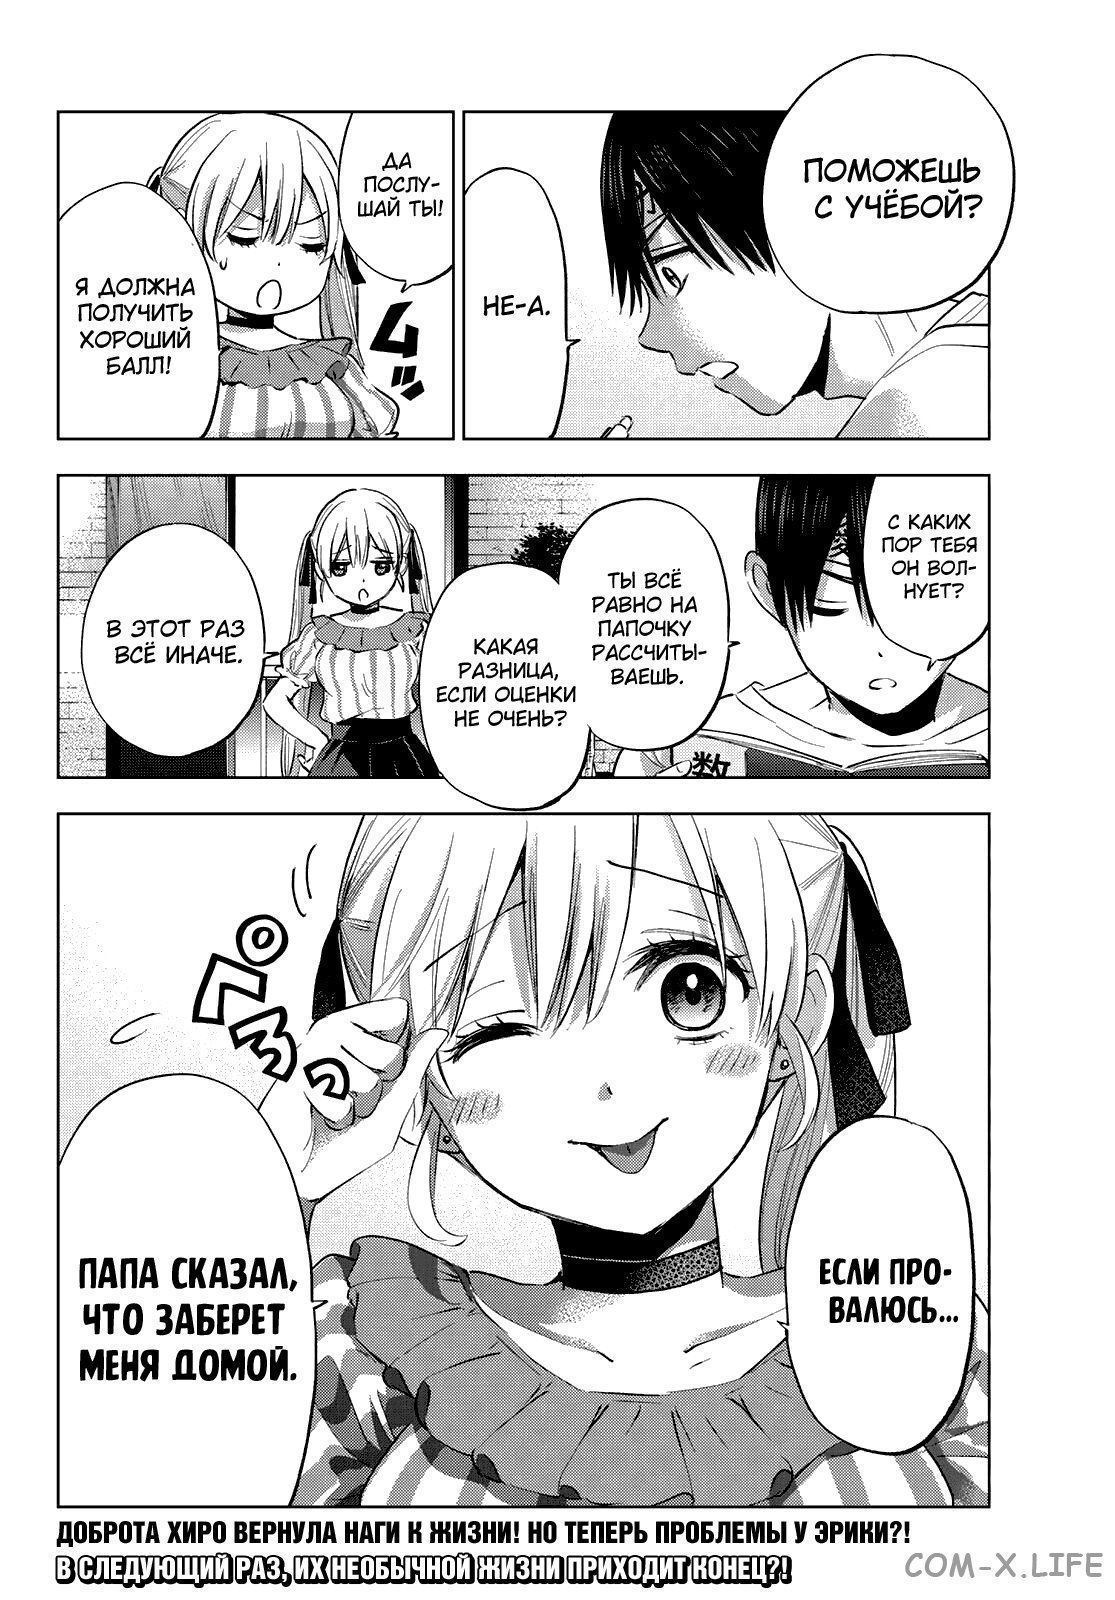 ПОМОЖЕШЬ
С УЧЁБОЙ?
НЕ-А.
ДА
ПОСЛУ-
ШАЙ ТЫ!
Я ДОЛЖНА
ПОЛУЧИТЬ
ХОРОШИЙ
БАЛЛ!
ムッ
С КАКИХ
ПОР ТЕБЯ
ОН ВОЛ-
НУЕТ?
ТЫ ВСЁ
РАВНО НА
ПАПОЧКУ
РАССЧИТЫ-
ВАЕШЬ.
КАКАЯ
РАЗНИЦА,
ЕСЛИ ОЦЕНКИ
НЕ ОЧЕНЬ?
В ЭТОТ РАЗ
ВСЁ ИНАЧЕ.
数
ЕСЛИ ПРО-
ВАЛЮСЬ...
ПАПА СКАЗАЛ,
ЧТО ЗАБЕРЕТ
МЕНЯ ДОМОЙ.
ДОБРОТА ХИРО ВЕРНУЛА НАГИ К ЖИЗНИ! НО ТЕПЕРЬ ПРОБЛЕМЫ У ЭРИКИ?!
В СЛЕДУЮЩИЙ РАЗ, ИХ НЕОБЫЧНОЙ ЖИЗНИ ПРИХОДИТ КОНЕЦ?!
COM-X.LIFE